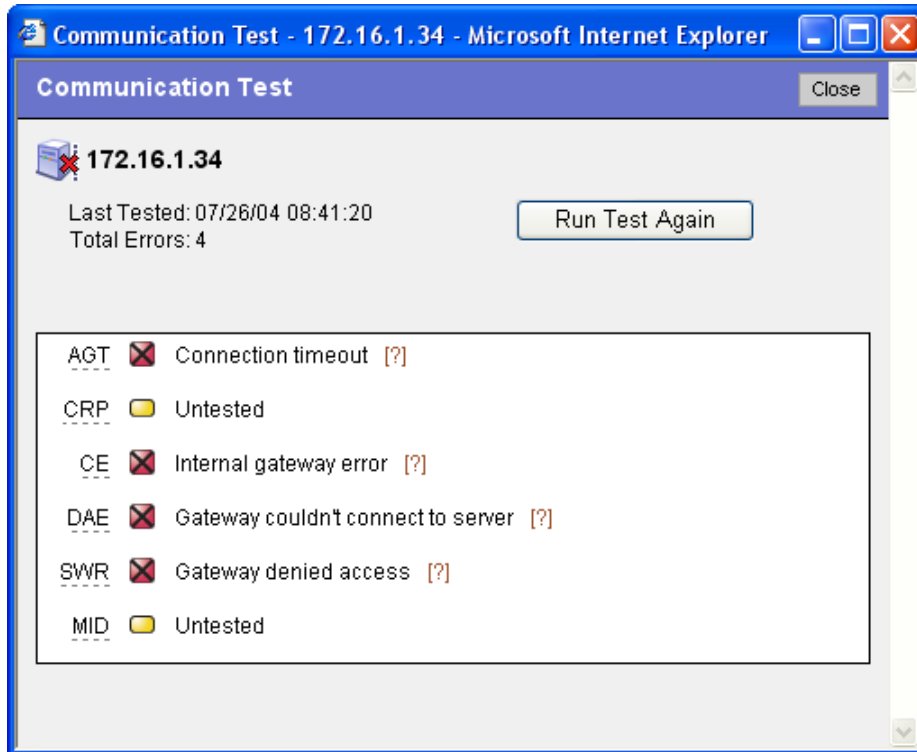 Communication Test - 172.16.1.34 - Microsoft Internet Explorer
Communication Test
Close
172.16.1.34
Last Tested: 07/26/04 08:41:20
Run Test Again
Total Errors: 4
AGT Connection timeout [?]
CRP Untested
CE Internal gateway error [?]
DAE Gateway couldn't connect to server [?]
SWR Gateway denied access [?]
MID Untested